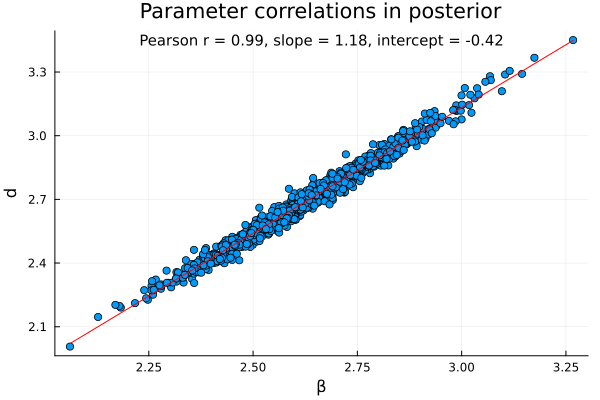 Parameter correlations in posterior
Pearson r = 0.99, slope = 1.18, intercept = -0.42
3.3
3.0
2.7
2.4
2.1
d
2.25
2.50
2.75
3.00
3.25
β